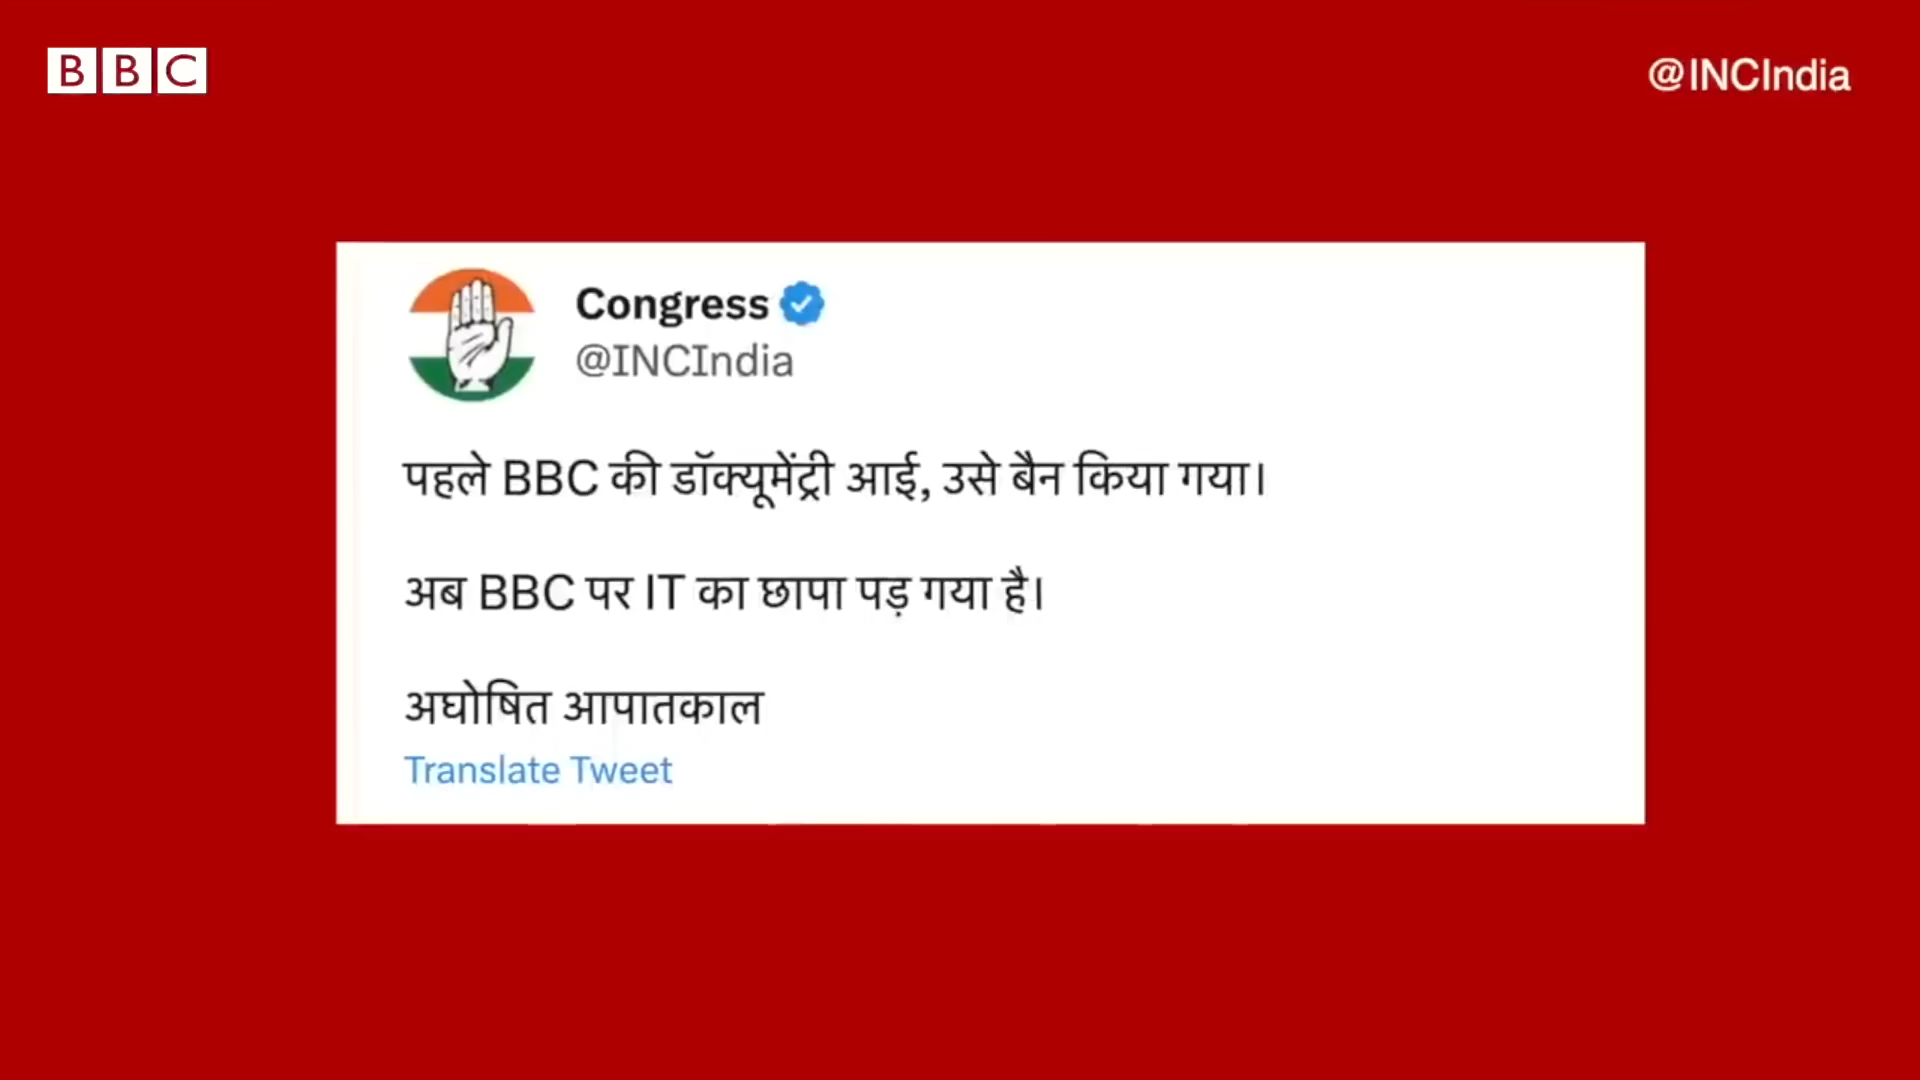 BBC
@INCIndia
Congress
@INCIndia
पहले BBC की डॉक्यूमेंट्री आई, उसे बैन किया गया।
अब BBC पर IT का छापा पड़ गया है।
अघोषित आपातकाल
Translate Tweet